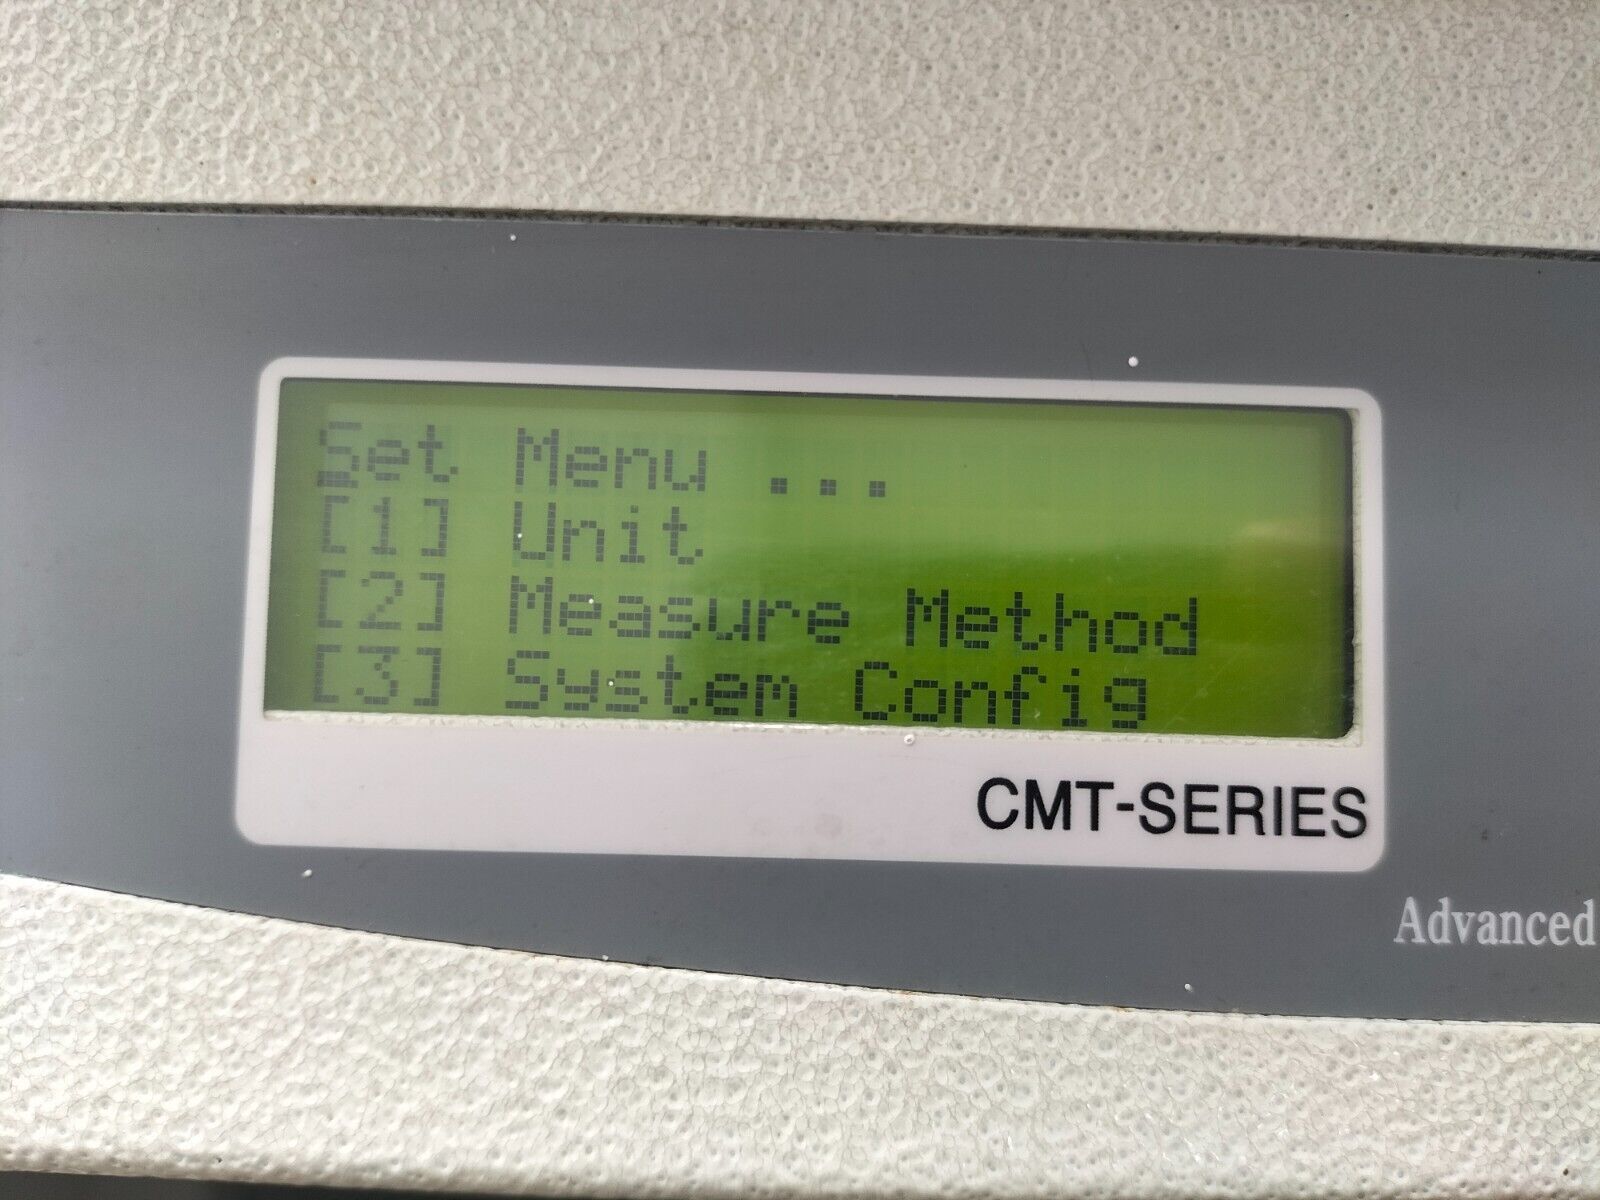 Set Menu ...
[1] Unit
[2] Measure Method
[3] System Config
CMT-SERIES
Advanced